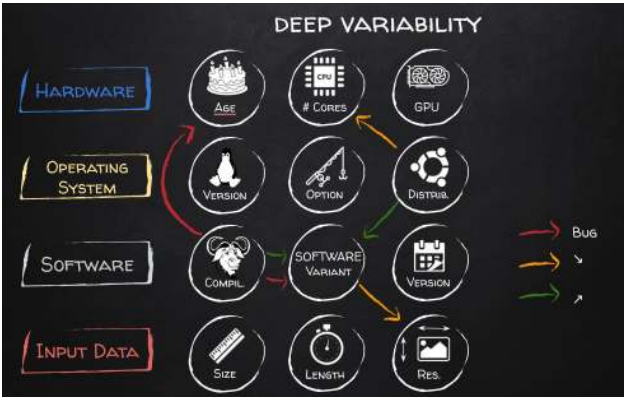 DEEP VARIABILITY
HARDWARE
AGE
CPU
# CORES
GPU
OPERATING
SYSTEM
VERSION
OPTION
DISTRIB.
SOFTWARE
COMPIL.
SOFTWARE
VARIANT
VERSION
BUG
↘
↗
INPUT DATA
SIZE
LENGTH
RES.